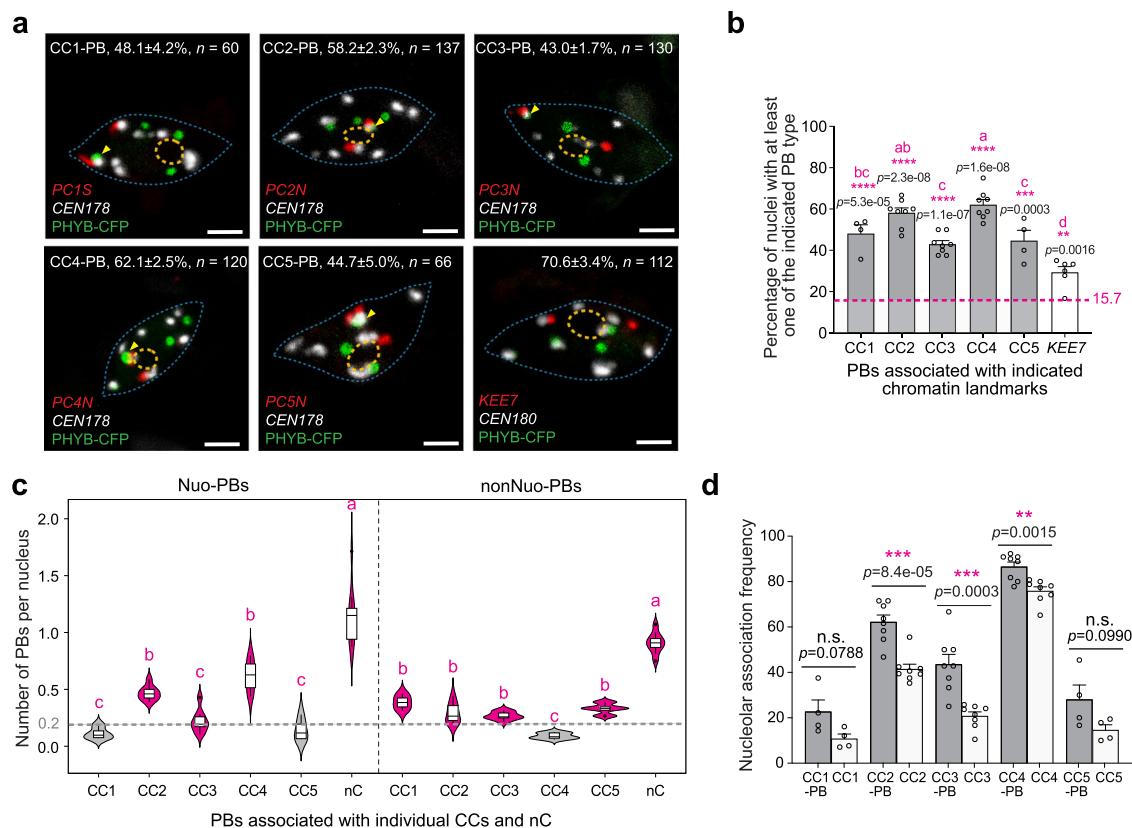 a
CC1-PB, 48.1±4.2%, n = 60
PC1S
CEN178
PHYB-CFP
CC2-PB, 58.2±2.3%, n = 137
PC2N
CEN178
PHYB-CFP
CC3-PB, 43.0±1.7%, n = 130
PC3N
CEN178
PHYB-CFP
CC4-PB, 62.1±2.5%, n = 120
PC4N
CEN178
PHYB-CFP
CC5-PB, 44.7±5.0%, n = 66
PC5N
CEN178
PHYB-CFP
70.6±3.4%, n = 112
KEE7
CEN180
PHYB-CFP
b
Percentage of nuclei with at least
one of the indicated PB type
100
80
60
40
20
0
bc
****
p=5.3e-05
ab
****
p=2.3e-08
c
****
p=1.1e-07
a
****
p=1.6e-08
c
***
p=0.0003
d
**
p=0.0016
15.7
CC1 CC2 CC3 CC4 CC5 KEE7
PBs associated with indicated
chromatin landmarks
c
Nuo-PBs nonNuo-PBs
Number of PBs per nucleus
2.0
1.5
1.0
0.5
0.2
0.0
c b c b c a a b b b c b a
CC1 CC2 CC3 CC4 CC5 nC CC1 CC2 CC3 CC4 CC5 nC
PBs associated with individual CCs and nC
d
Nucleolar association frequency
100
80
60
40
20
0
n.s.
p=0.0788
***
p=8.4e-05
***
p=0.0003
**
p=0.0015
n.s.
p=0.0990
CC1 CC1 CC2 CC2 CC3 CC3 CC4 CC4 CC5 CC5
-PB -PB -PB -PB -PB